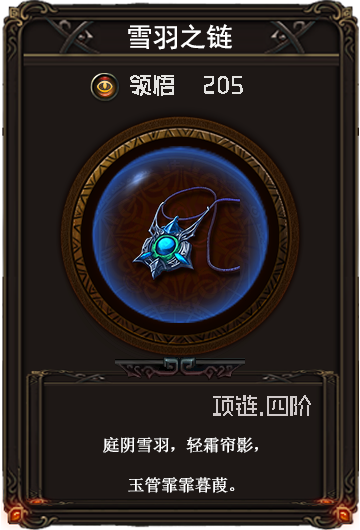 雪羽之链
领悟 205
项链.四阶
庭阴雪羽，轻霜帘影，
玉管霏霏暮葭。